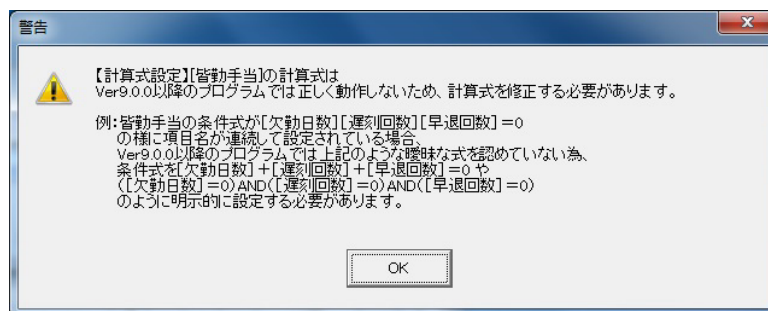 警告
【計算式設定】[皆勤手当]の計算式は
Ver9.0.0以降のプログラムでは正しく動作しないため、計算式を修正する必要があります。
例:皆勤手当の条件式が[欠勤日数][遅刻回数][早退回数]=0
の様に項目名が連続して設定されている場合、
Ver9.0.0以降のプログラムでは上記のような曖昧な式を認めていない為、
条件式を[欠勤日数]+[遅刻回数]+[早退回数]=0 や
([欠勤日数]=0)AND([遅刻回数]=0)AND([早退回数]=0)
のように明示的に設定する必要があります。
OK